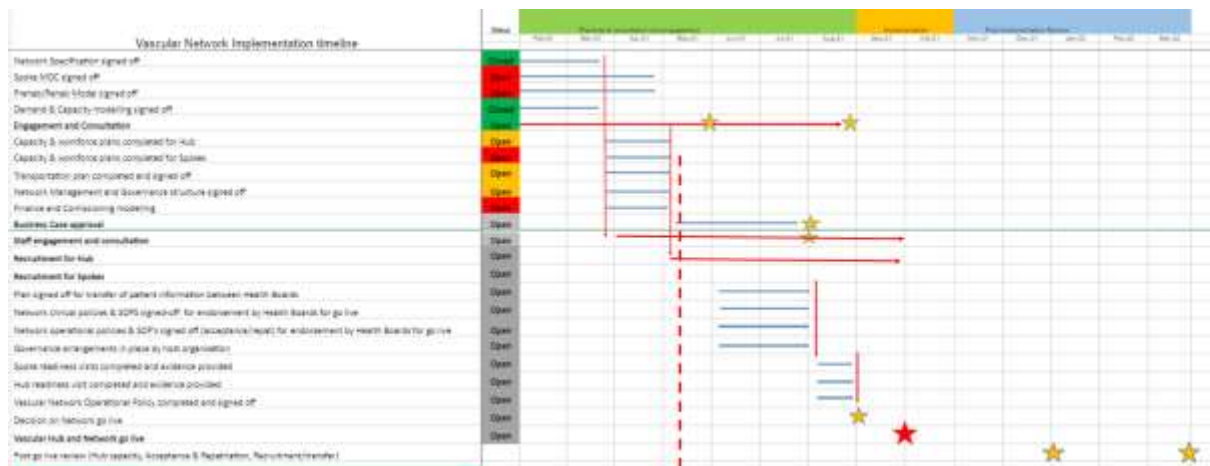 Vascular Network Implementation timeline
Status
Network Specification signed off
Closed
Spoke MOC signed off
Open
Prehab/Rehab Model signed off
Open
Demand & Capacity modelling signed off
Closed
Engagement and Consultation
Open
Capacity & workforce plans completed for Hub
Open
Capacity & workforce plans completed for Spokes
Open
Transportation plan completed and signed off
Open
Network Management and Governance structure signed off
Open
Finance and Comissioning modelling
Open
Business Case approval
Open
Staff engagement and consultation
Open
Recruitment for Hub
Open
Recruitment for Spokes
Open
Plan signed off for transfer of patient information between Health Boards
Open
Network clinical policies & SOPS signed-off for endorsement by Health Boards for go live
Open
Network operational policies & SOP's signed off (acceptance/repat) for endorsement by Health Boards for go live
Open
Governance arrangements in place by host organisation
Open
Spoke readiness visits completed and evidence provided
Open
Hub readiness visit completed and evidence provided
Open
Vascular Network Operational Policy completed and signed off
Open
Decision on Network go live
Open
Vascular Hub and Network go live
Open
Post go live review (Hub capacity, Acceptance & Repatriation, Recruitment/transfer)